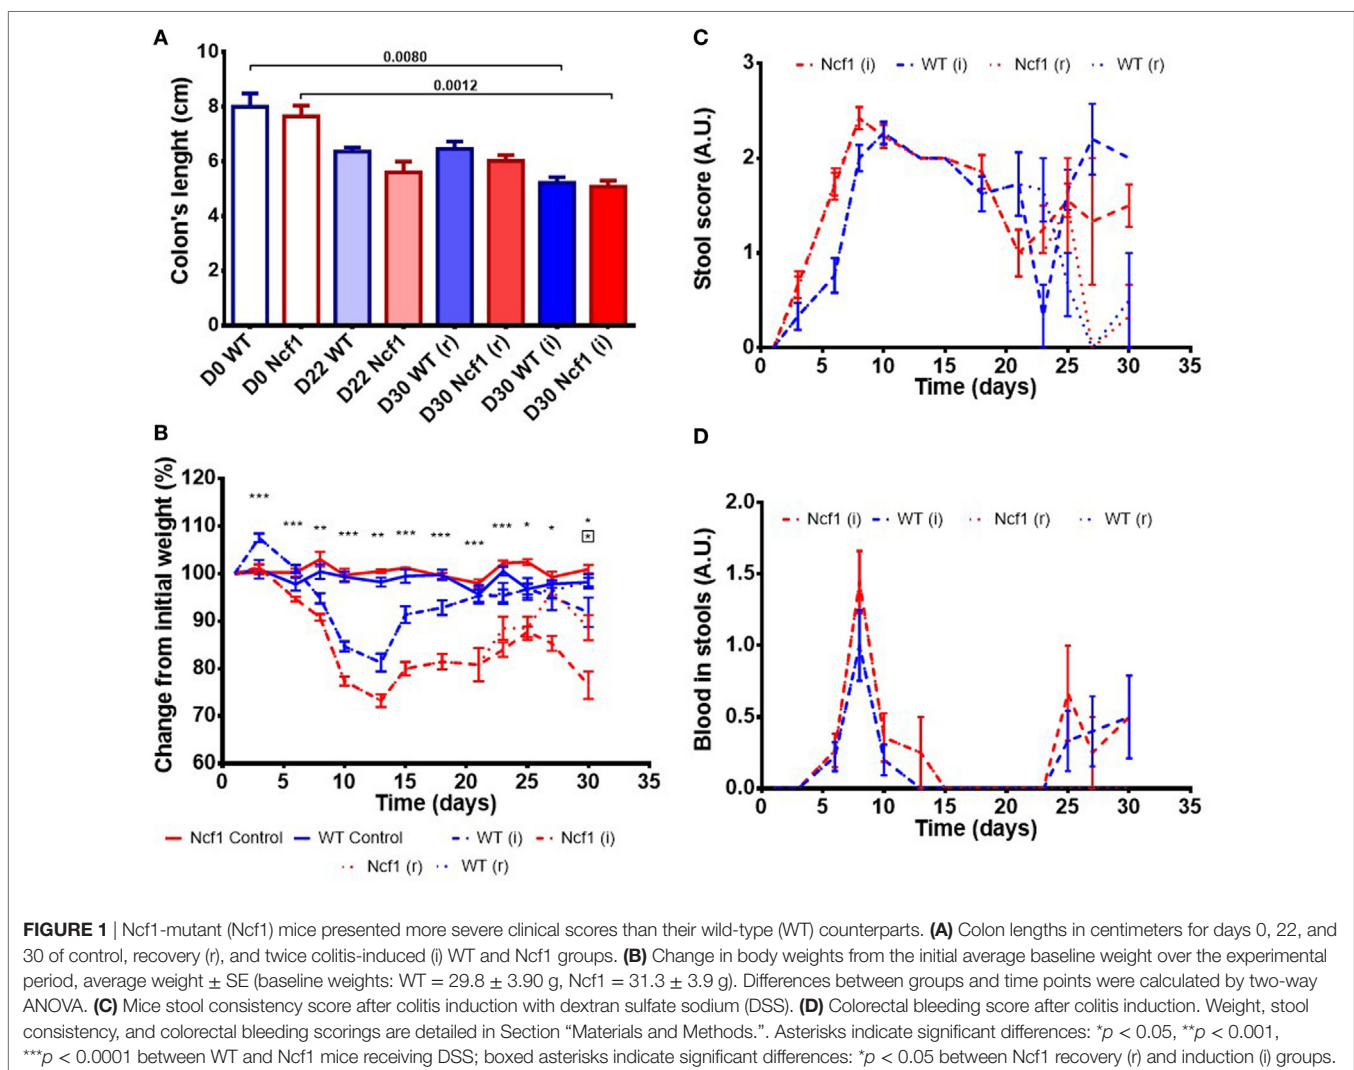 A
10
8
6
4
2
0
Colon's lenght (cm)
0.0080
0.0012
D0 WT
D0 Ncf1
D22 WT
D22 Ncf1
D30 WT (r)
D30 Ncf1 (r)
D30 WT (i)
D30 Ncf1 (i)
C
Ncf1 (i) WT (i) Ncf1 (r) WT (r)
3
2
1
0
Stool score (A.U.)
0 5 10 15 20 25 30 35
Time (days)
B
120
110
100
90
80
70
60
Change from initial weight (%)
*** *** ** *** ** *** *** *** *** * * *
*
0 5 10 15 20 25 30 35
Time (days)
Ncf1 Control WT Control WT (i) Ncf1 (i)
Ncf1 (r) WT (r)
D
2.0
1.5
1.0
0.5
0.0
Blood in stools (A.U.)
Ncf1 (i) WT (i) Ncf1 (r) WT (r)
0 5 10 15 20 25 30 35
Time (days)
FIGURE 1 | Ncf1-mutant (Ncf1) mice presented more severe clinical scores than their wild-type (WT) counterparts. (A) Colon lengths in centimeters for days 0, 22, and
30 of control, recovery (r), and twice colitis-induced (i) WT and Ncf1 groups. (B) Change in body weights from the initial average baseline weight over the experimental
period, average weight ± SE (baseline weights: WT = 29.8 ± 3.90 g, Ncf1 = 31.3 ± 3.9 g). Differences between groups and time points were calculated by two-way
ANOVA. (C) Mice stool consistency score after colitis induction with dextran sulfate sodium (DSS). (D) Colorectal bleeding score after colitis induction. Weight, stool
consistency, and colorectal bleeding scorings are detailed in Section “Materials and Methods.”. Asterisks indicate significant differences: *p < 0.05, **p < 0.001,
***p < 0.0001 between WT and Ncf1 mice receiving DSS; boxed asterisks indicate significant differences: *p < 0.05 between Ncf1 recovery (r) and induction (i) groups.